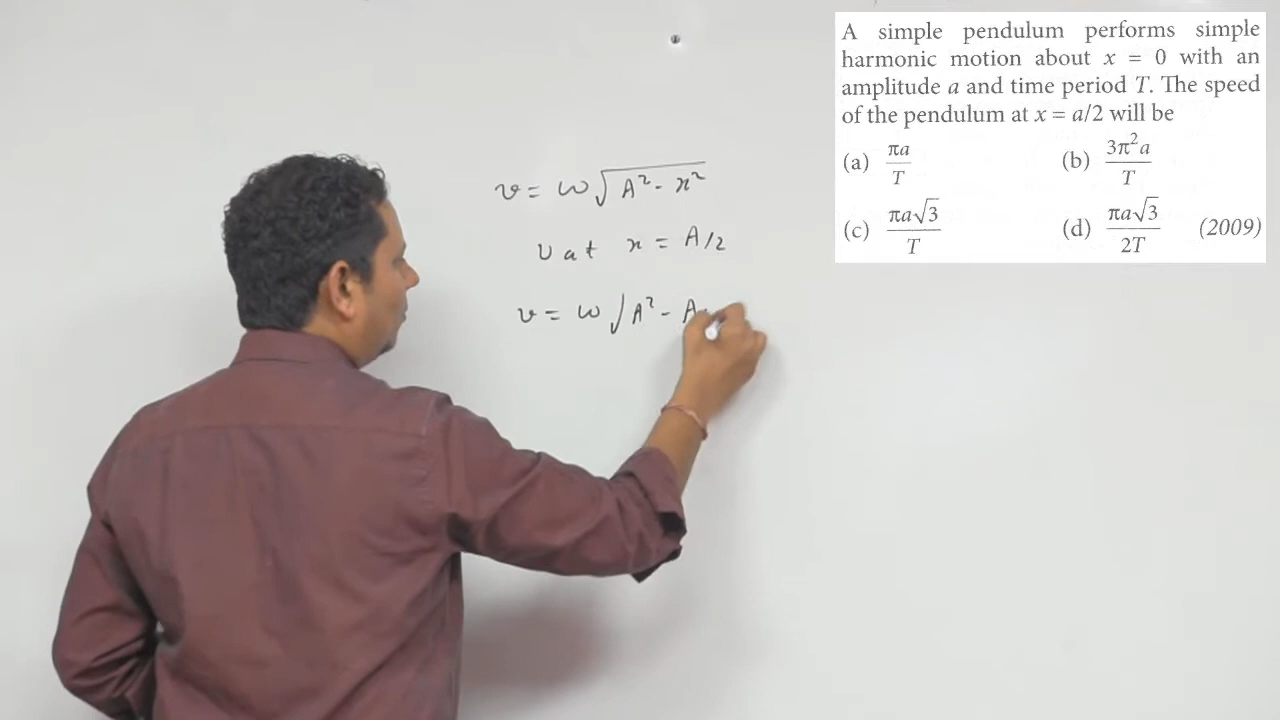 v = ω√A² - x²
v at x = A/2
v = ω√A² - A
A simple pendulum performs simple
harmonic motion about x = 0 with an
amplitude a and time period T. The speed
of the pendulum at x = a/2 will be
(a) πa/T (b) 3π²a/T
(c) πa√3/T (d) πa√3/2T (2009)